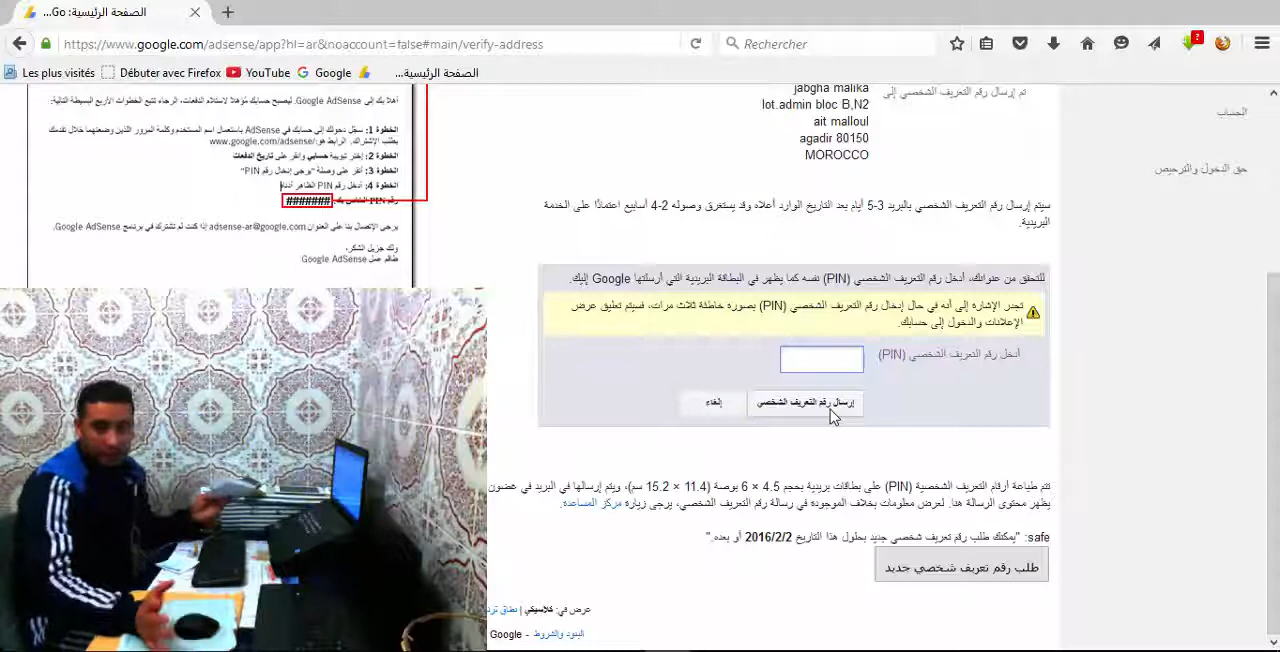 الصفحة الرئيسية: Go...
https://www.google.com/adsense/app?hl=ar&noaccount=false#main/verify-address
Rechercher
Les plus visités
Débuter avec Firefox
YouTube
Google
الصفحة الرئيسية...
أهلا بك إلى Google AdSense. ليصبح حسابك مُؤهلا لاستلام الدفعات، الرجاء تتبع الخطوات الأربع البسيطة التالية:
الخطوة 1: سجّل دخولك إلى حسابك في AdSense باستعمال اسم المستخدم وكلمة المرور اللذين وضعتهما خلال تقدمك
بطلب الإشتراك. الرابط هو: www.google.com/adsense/
الخطوة 2: إختر تبويبة حسابي وانقر على تاريخ الدفعات
الخطوة 3: أنقر على وصلة "يرجى إدخال رقم PIN"
الخطوة 4: أدخل رقم PIN الظاهر أدناه
رقم PIN الخاص بك: #######
يرجى الإتصال بنا على العنوان adsense-ar@google.com إذا كنت لم تشترك في برنامج Google AdSense.
ولك جزيل الشكر،
طاقم عمل Google AdSense
تم إرسال رقم التعريف الشخصي إلى
jabgha malika
lot.admin bloc B,N2
ait malloul
agadir 80150
MOROCCO
الحساب
حق الدخول والترخيص
سيتم إرسال رقم التعريف الشخصي بالبريد 3-5 أيام بعد التاريخ الوارد أعلاه وقد يستغرق وصوله 2-4 أسابيع اعتمادًا على الخدمة
البريدية.
للتحقق من عنوانك، أدخل رقم التعريف الشخصي (PIN) نفسه كما يظهر في البطاقة البريدية التي أرسلتها Google إليك.
تجدر الإشارة إلى أنه في حال إدخال رقم التعريف الشخصي (PIN) بصورة خاطئة ثلاث مرات، فسيتم تعليق عرض
الإعلانات والدخول إلى حسابك.
أدخل رقم التعريف الشخصي (PIN)
إرسال رقم التعريف الشخصي
إلغاء
تتم طباعة أرقام التعريف الشخصية (PIN) على بطاقات بريدية بحجم 4.5 × 6 بوصة (11.4 × 15.2 سم)، ويتم إرسالها في البريد في غضون
يظهر محتوى الرسالة هنا. لعرض معلومات بخلاف الموجودة في رسالة رقم التعريف الشخصي، يرجى زيارة مركز المساعدة.
safe: "يمكنك طلب رقم تعريف شخصي جديد بحلول هذا التاريخ 2016/2/2 أو بعده."
طلب رقم تعريف شخصي جديد
عرض في: كلاسيكي | نطاق
Google - البنود والشروط